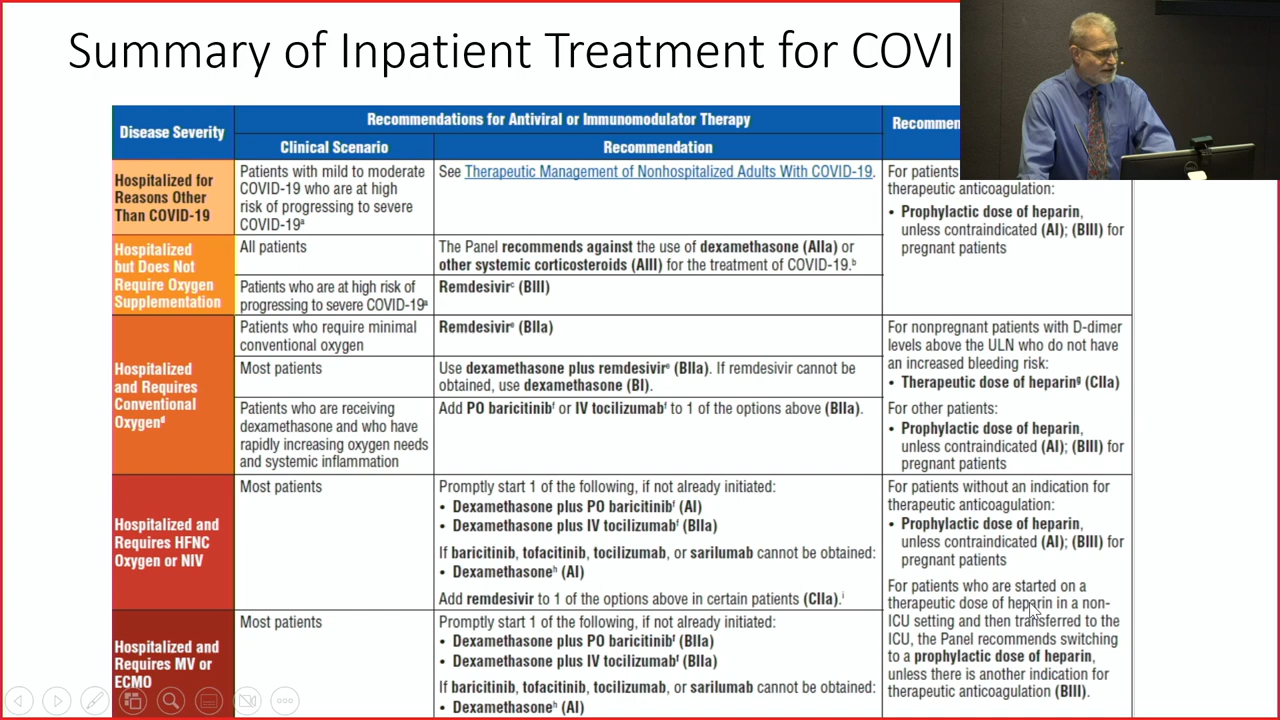 Summary of Inpatient Treatment for COVI
Disease Severity
Recommendations for Antiviral or Immunomodulator Therapy
Recommen
Clinical Scenario
Recommendation
Hospitalized for
Reasons Other
Than COVID-19
Patients with mild to moderate
COVID-19 who are at high
risk of progressing to severe
COVID-19ᵃ
See Therapeutic Management of Nonhospitalized Adults With COVID-19.
For patients
therapeutic anticoagulation:
• Prophylactic dose of heparin,
unless contraindicated (AI); (BIII) for
pregnant patients
Hospitalized
but Does Not
Require Oxygen
Supplementation
All patients
The Panel recommends against the use of dexamethasone (AIIa) or
other systemic corticosteroids (AIII) for the treatment of COVID-19.ᵇ
Patients who are at high risk of
progressing to severe COVID-19ᵃ
Remdesivirᶜ (BIII)
Hospitalized
and Requires
Conventional
Oxygenᵈ
Patients who require minimal
conventional oxygen
Remdesivirᵉ (BIIa)
Most patients
Use dexamethasone plus remdesivirᵉ (BIIa). If remdesivir cannot be
obtained, use dexamethasone (BI).
Patients who are receiving
dexamethasone and who have
rapidly increasing oxygen needs
and systemic inflammation
Add PO baricitinibᶠ or IV tocilizumabᶠ to 1 of the options above (BIIa).
For nonpregnant patients with D-dimer
levels above the ULN who do not have
an increased bleeding risk:
• Therapeutic dose of heparinᵍ (CIIa)
For other patients:
• Prophylactic dose of heparin,
unless contraindicated (AI); (BIII) for
pregnant patients
Hospitalized and
Requires HFNC
Oxygen or NIV
Most patients
Promptly start 1 of the following, if not already initiated:
• Dexamethasone plus PO baricitinibᶠ (AI)
• Dexamethasone plus IV tocilizumabᶠ (BIIa)
If baricitinib, tofacitinib, tocilizumab, or sarilumab cannot be obtained:
• Dexamethasoneʰ (AI)
Add remdesivir to 1 of the options above in certain patients (CIIa).ⁱ
For patients without an indication for
therapeutic anticoagulation:
• Prophylactic dose of heparin,
unless contraindicated (AI); (BIII) for
pregnant patients
For patients who are started on a
therapeutic dose of heparin in a non-
ICU setting and then transferred to the
ICU, the Panel recommends switching
to a prophylactic dose of heparin,
unless there is another indication for
therapeutic anticoagulation (BIII).
Hospitalized and
Requires MV or
ECMO
Most patients
Promptly start 1 of the following, if not already initiated:
• Dexamethasone plus PO baricitinibᶠ (BIIa)
• Dexamethasone plus IV tocilizumabᶠ (BIIa)
If baricitinib, tofacitinib, tocilizumab, or sarilumab cannot be obtained:
• Dexamethasoneʰ (AI)